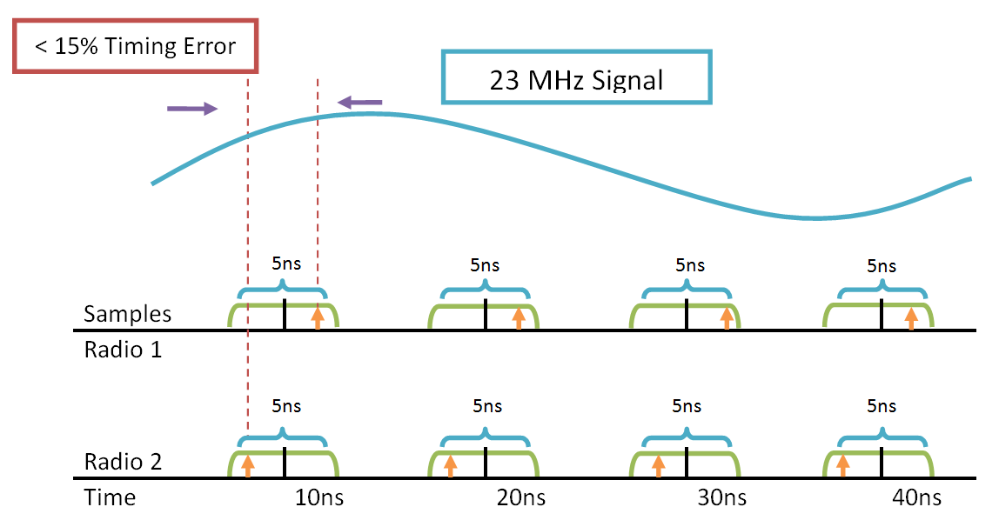 < 15% Timing Error
23 MHz Signal
5ns 5ns 5ns 5ns
Samples
Radio 1
5ns 5ns 5ns 5ns
Radio 2
Time 10ns 20ns 30ns 40ns